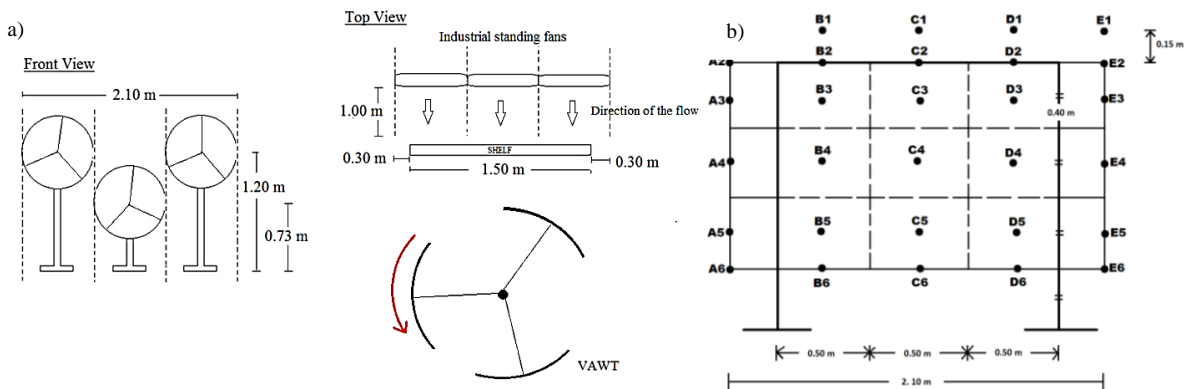 a)
Front View
2.10 m
1.20 m
0.73 m
Top View
Industrial standing fans
1.00 m
Direction of the flow
SHELF
0.30 m
0.30 m
1.50 m
VAWT
b)
B1 C1 D1 E1
0.15 m
A2 B2 C2 D2 E2
A3 B3 C3 D3 E3
0.40 m
A4 B4 C4 D4 E4
A5 B5 C5 D5 E5
A6 B6 C6 D6 E6
0.50 m 0.50 m 0.50 m
2. 10 m